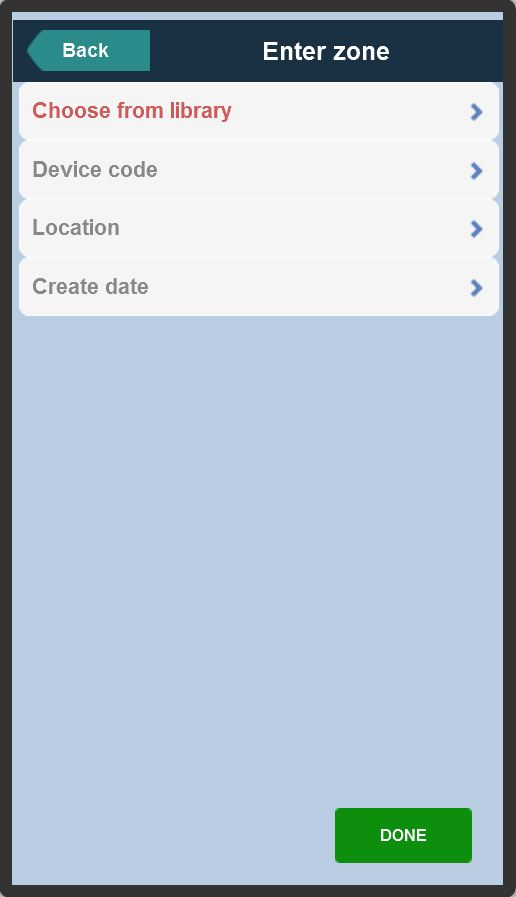 Back
Enter zone
Choose from library
Device code
Location
Create date
DONE